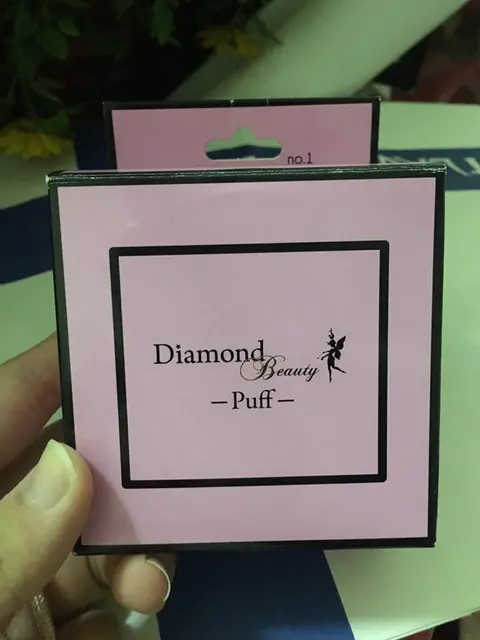 no.1
Diamond
Beauty
–Puff–